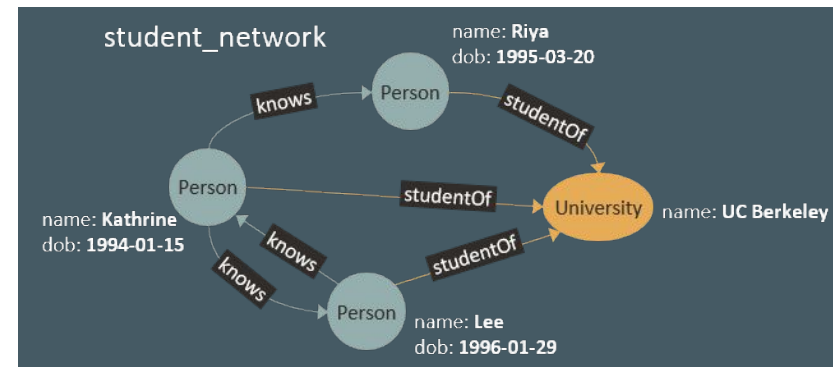 student_network
name: Riya
dob: 1995-03-20
Person
knows
studentOf
Person
studentOf
University
name: UC Berkeley
name: Kathrine
dob: 1994-01-15
knows
knows
studentOf
Person
name: Lee
dob: 1996-01-29